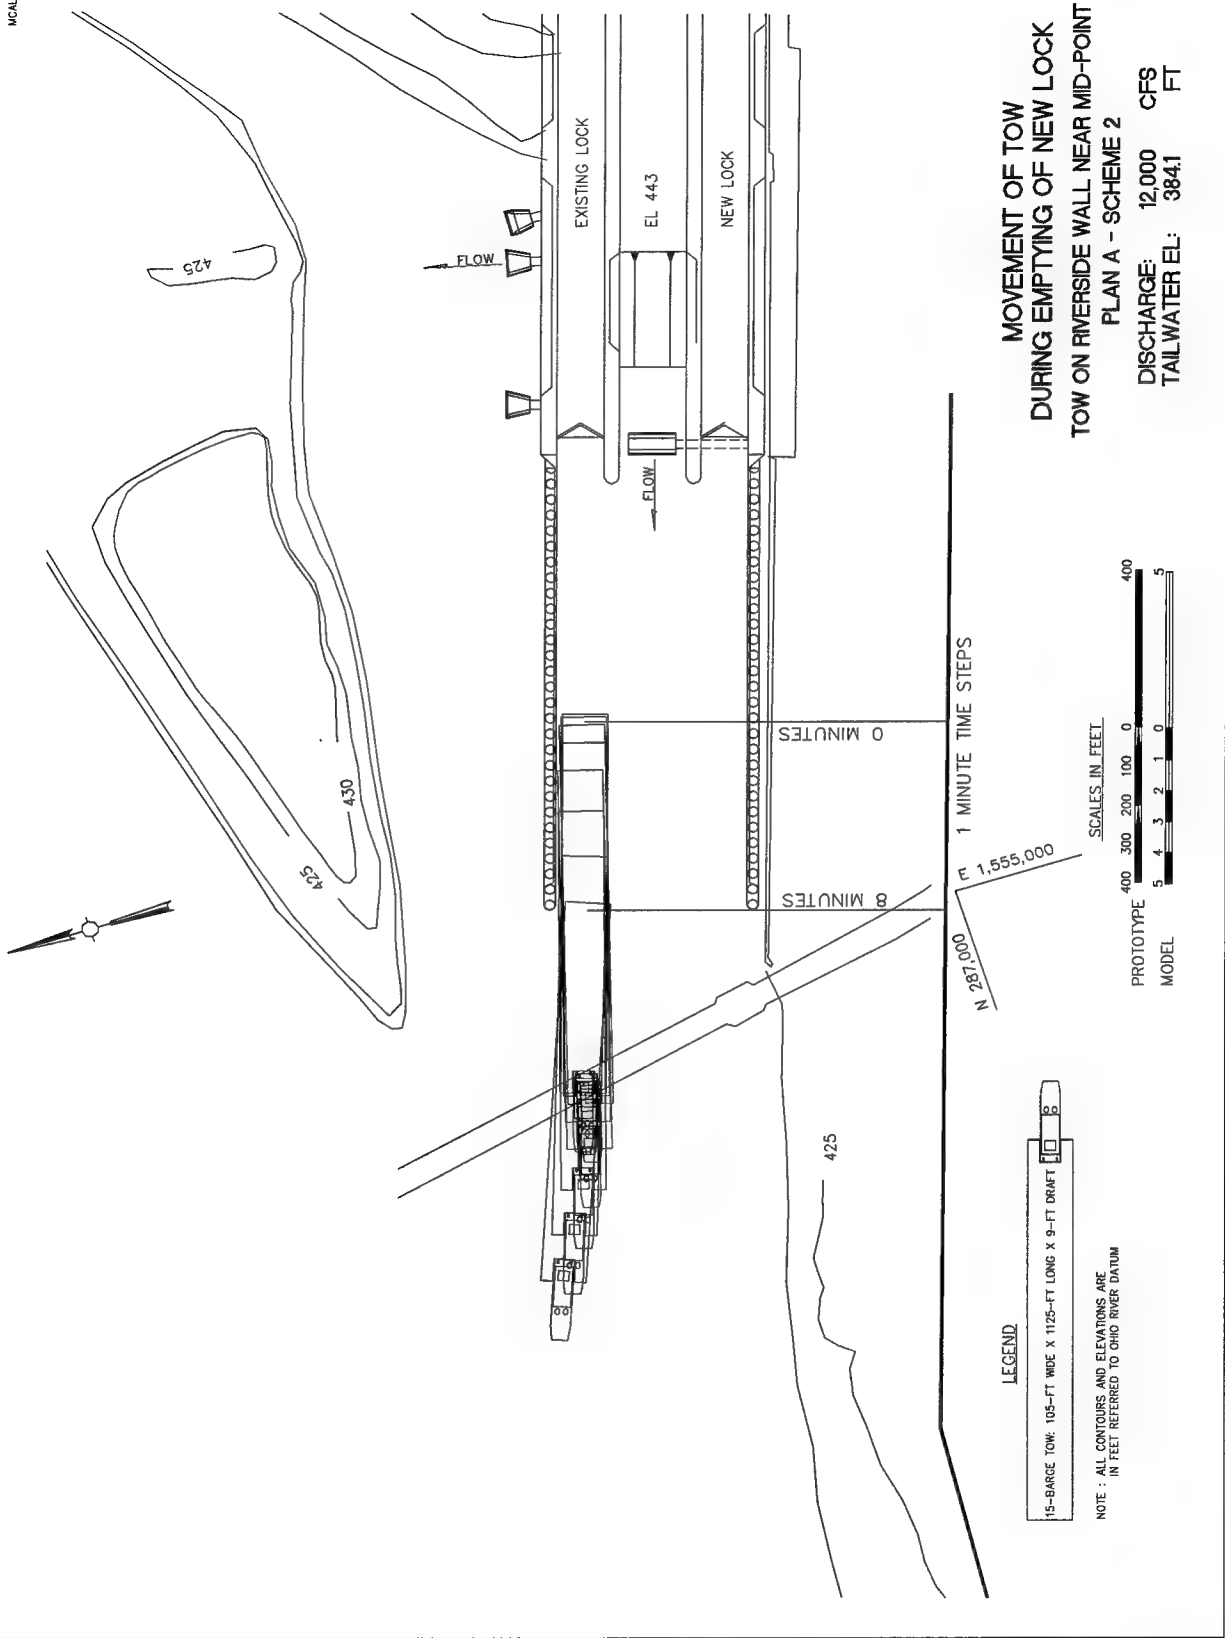 MCAL
425
FLOW
EXISTING LOCK
EL 443
NEW LOCK
FLOW
430
425
0 MINUTES
8 MINUTES
1 MINUTE TIME STEPS
E 1,555,000
N 287,000
425
MOVEMENT OF TOW
DURING EMPTYING OF NEW LOCK
TOW ON RIVERSIDE WALL NEAR MID-POINT
PLAN A - SCHEME 2
DISCHARGE: 12,000 CFS
TAILWATER EL: 384.1 FT
SCALES IN FEET
PROTOTYPE 400 300 200 100 0 400
MODEL 5 4 3 2 1 0 5
LEGEND
15-BARGE TOW: 105-FT WIDE X 1125-FT LONG X 9-FT DRAFT
NOTE : ALL CONTOURS AND ELEVATIONS ARE
IN FEET REFERRED TO OHIO RIVER DATUM